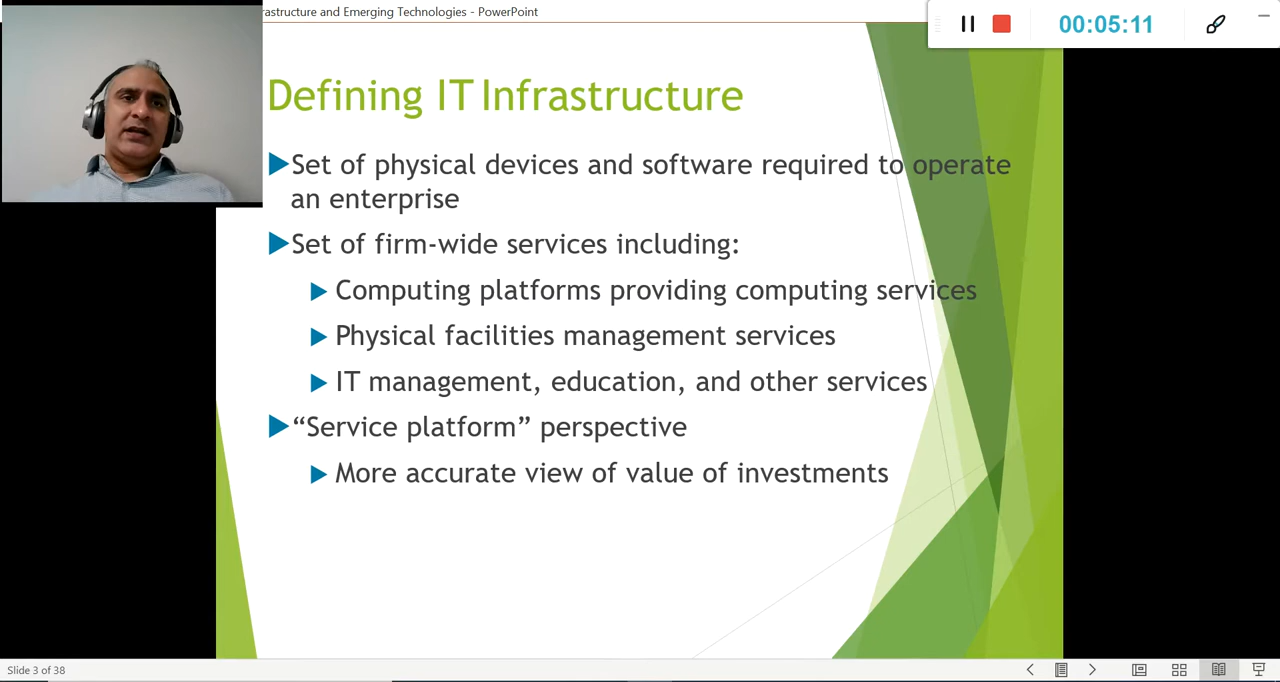 rastructure and Emerging Technologies - PowerPoint
00:05:11
Defining IT Infrastructure
Set of physical devices and software required to operate
an enterprise
Set of firm-wide services including:
Computing platforms providing computing services
Physical facilities management services
IT management, education, and other services
“Service platform” perspective
More accurate view of value of investments
Slide 3 of 38